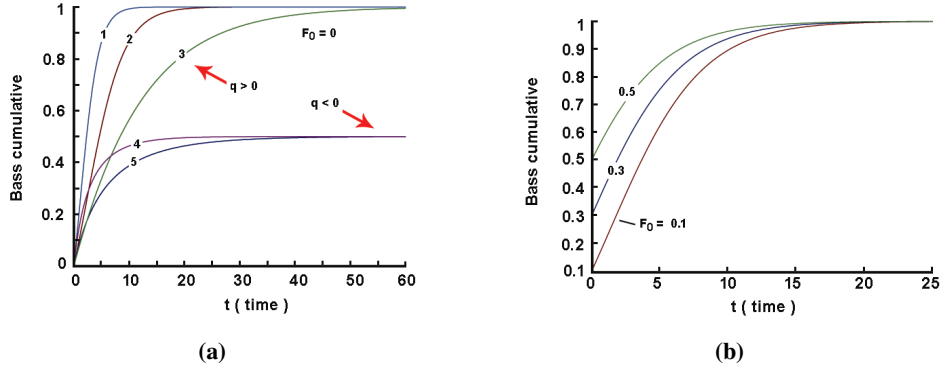 Bass cumulative
1
0.8
0.6
0.4
0.2
0
0 10 20 30 40 50 60
t ( time )
1
2
3
4
5
F0 = 0
q > 0
q < 0
(a)
Bass cumulative
1
0.9
0.8
0.7
0.6
0.5
0.4
0.3
0.2
0.1
0 5 10 15 20 25
t ( time )
0.5
0.3
F0 = 0.1
(b)